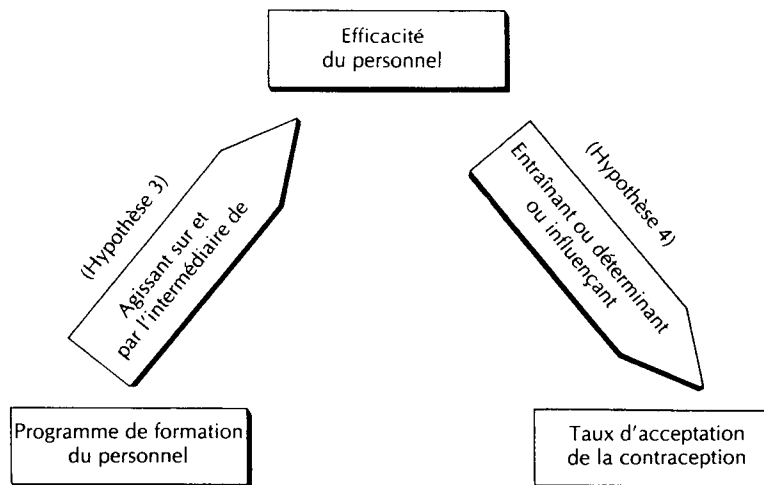 Efficacité
du personnel
(Hypothèse 3)
Agissant sur et
par l'intermédiaire de
Entraînant ou déterminant
ou influençant
(Hypothèse 4)
Programme de formation
du personnel
Taux d'acceptation
de la contraception